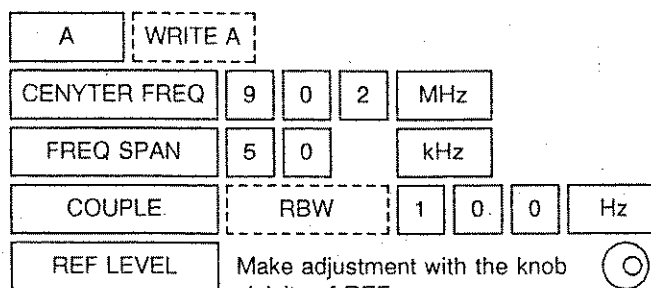 A WRITE A
CENYTER FREQ 9 0 2 MHz
FREQ SPAN 5 0 kHz
COUPLE RBW 1 0 0 Hz
REF LEVEL Make adjustment with the knob